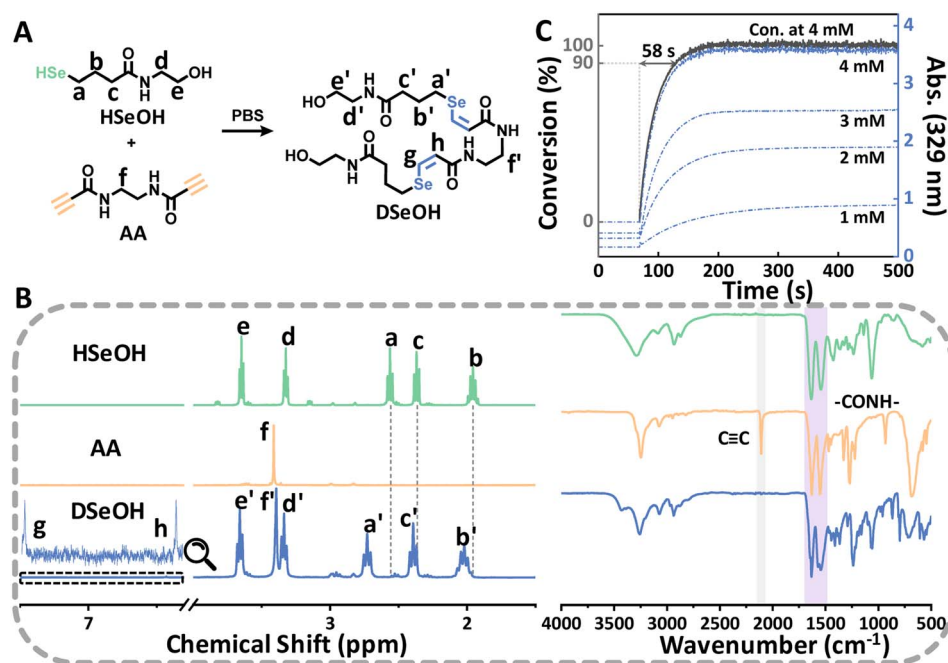 A
HSe
b
a
c
O
N
H
d
e
OH
HSeOH
+
f
O
N
H
H
N
O
AA
PBS
e'
HO
d'
H
N
O
c'
b'
a'
Se
O
NH
HO
N
H
O
g
h
Se
O
H
N
f'
DSeOH
C
Conversion (%)
100
90
0
58 s
Con. at 4 mM
4 mM
3 mM
2 mM
1 mM
4
3
2
1
0
Abs. (329 nm)
0 100 200 300 400 500
Time (s)
B
HSeOH
e d a c b
AA
f
DSeOH
g h
e' f' d' a' c' b'
7 3 2
Chemical Shift (ppm)
C≡C
-CONH-
4000 3500 3000 2500 2000 1500 1000 500
Wavenumber (cm-1)